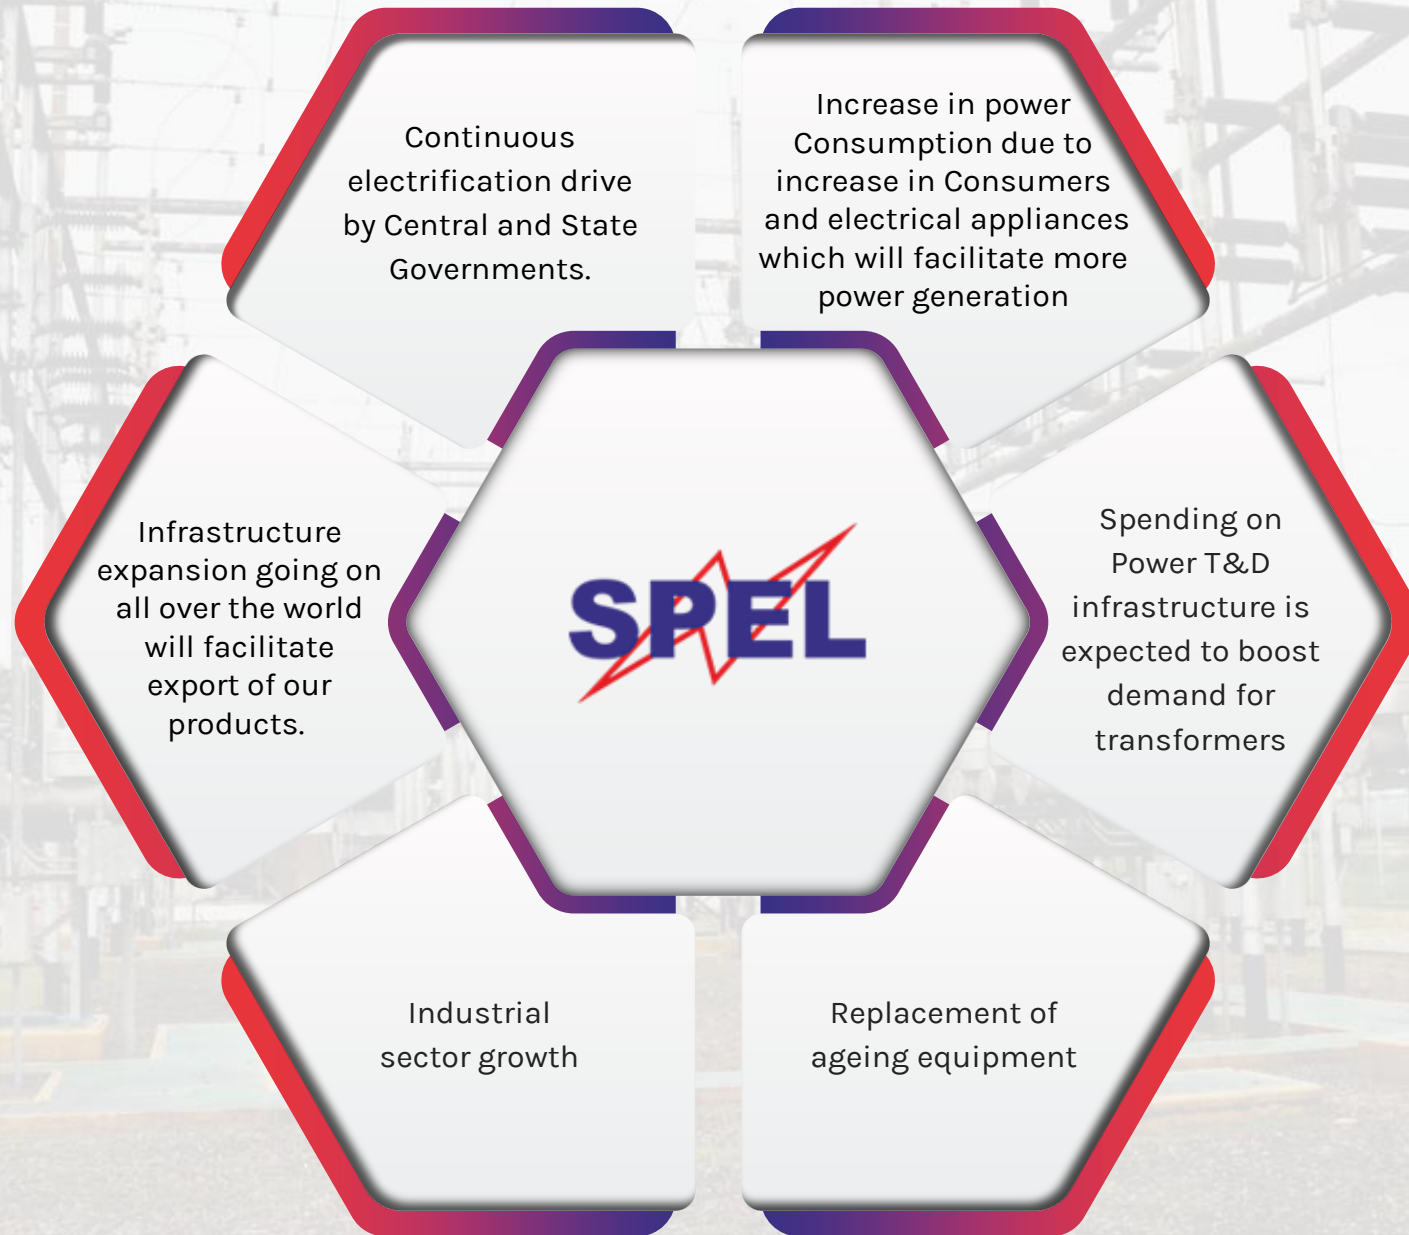 Continuous
electrification drive
by Central and State
Governments.
Increase in power
Consumption due to
increase in Consumers
and electrical appliances
which will facilitate more
power generation
Infrastructure
expansion going on
all over the world
will facilitate
export of our
products.
SPEL
Spending on
Power T&D
infrastructure is
expected to boost
demand for
transformers
Industrial
sector growth
Replacement of
ageing equipment